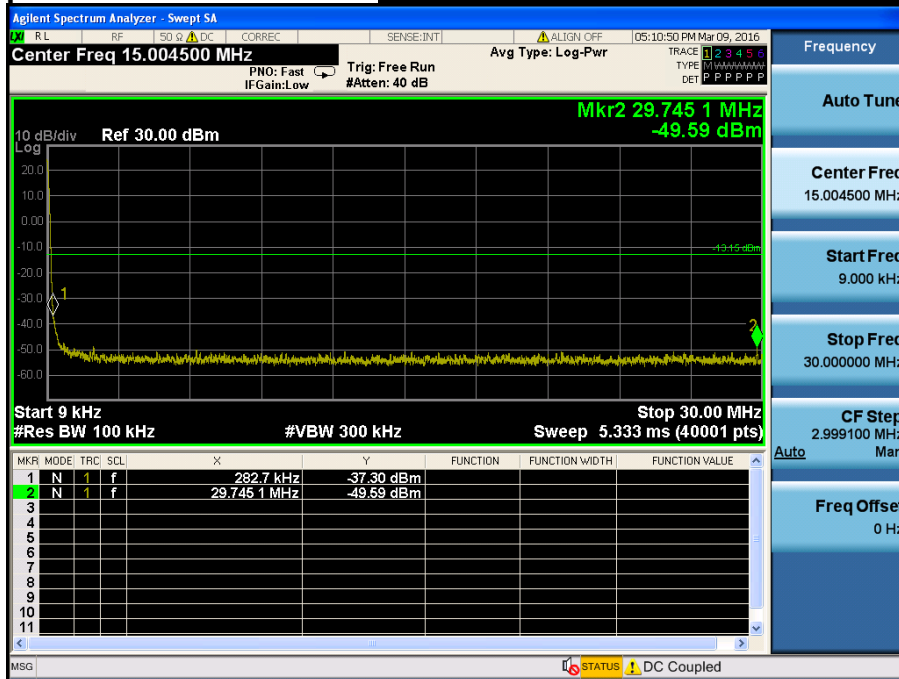 Agilent Spectrum Analyzer - Swept SA
LXI RL RF 50 Ω DC CORREC SENSE:INT ALIGN OFF 05:10:50 PM Mar 09, 2016
Center Freq 15.004500 MHz
PNO: Fast
IFGain:Low
Trig: Free Run
#Atten: 40 dB
Avg Type: Log-Pwr
TRACE 1 2 3 4 5 6
TYPE M WWWWW
DET P P P P P P
Mkr2 29.745 1 MHz
-49.59 dBm
10 dB/div Ref 30.00 dBm
Log
20.0
10.0
0.00
-10.0
-13.15 dBm
-20.0
-30.0
1
-40.0
2
-50.0
-60.0
Start 9 kHz Stop 30.00 MHz
#Res BW 100 kHz #VBW 300 kHz Sweep 5.333 ms (40001 pts)
MKR MODE TRC SCL X Y FUNCTION FUNCTION WIDTH FUNCTION VALUE
1 N 1 f 282.7 kHz -37.30 dBm
2 N 1 f 29.745 1 MHz -49.59 dBm
3
4
5
6
7
8
9
10
11
MSG STATUS DC Coupled
Frequency
Auto Tune
Center Freq
15.004500 MHz
Start Freq
9.000 kHz
Stop Freq
30.000000 MHz
CF Step
2.999100 MHz
Auto Man
Freq Offset
0 Hz